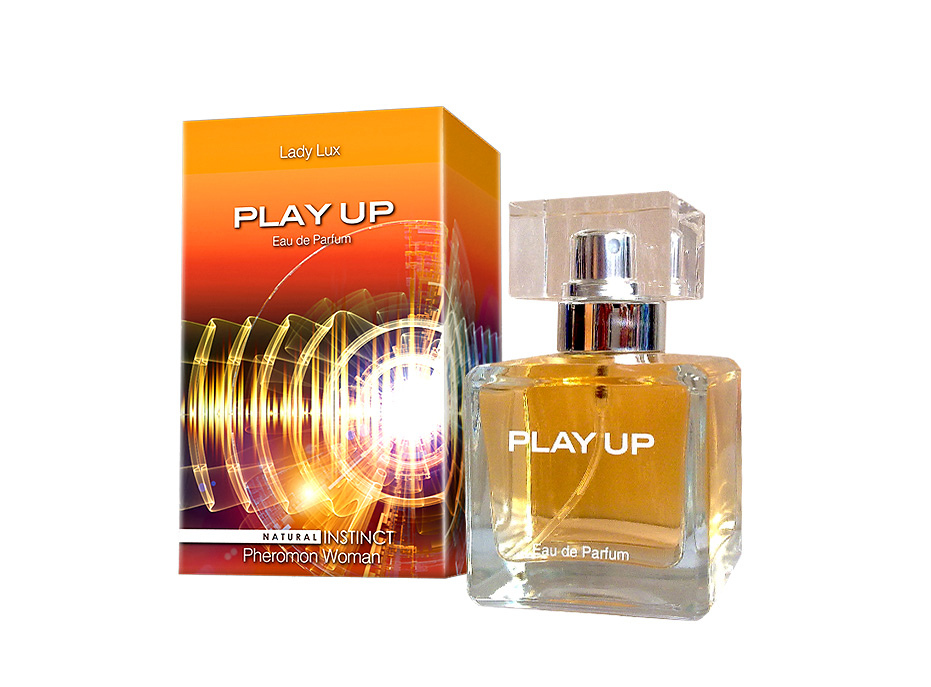 Lady Lux
PLAY UP
Eau de Parfum
NATURAL INSTINCT
Pheromon Woman
PLAY UP
Eau de Parfum